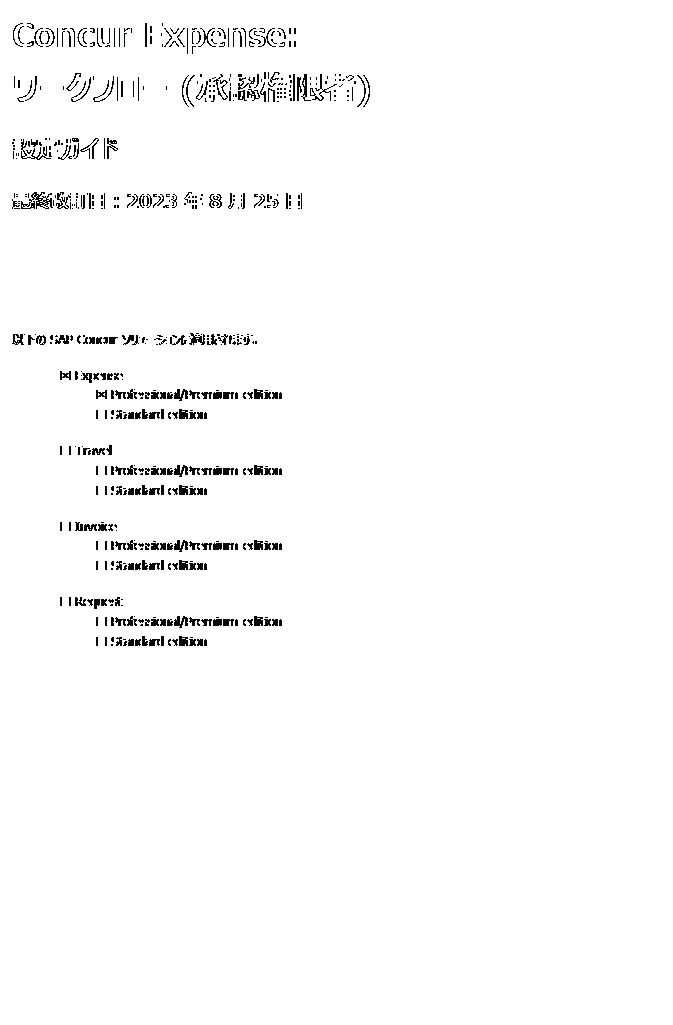 Concur Expense:
ワークフロー (承認権限者)
設定ガイド
最終改訂日 : 2023 年 8 月 25 日
以下の SAP Concur ソリューションに適用されます。
☒ Expense
☒ Professional/Premium edition
☐ Standard edition
☐ Travel
☐ Professional/Premium edition
☐ Standard edition
☐ Invoice
☐ Professional/Premium edition
☐ Standard edition
☐ Request
☐ Professional/Premium edition
☐ Standard edition